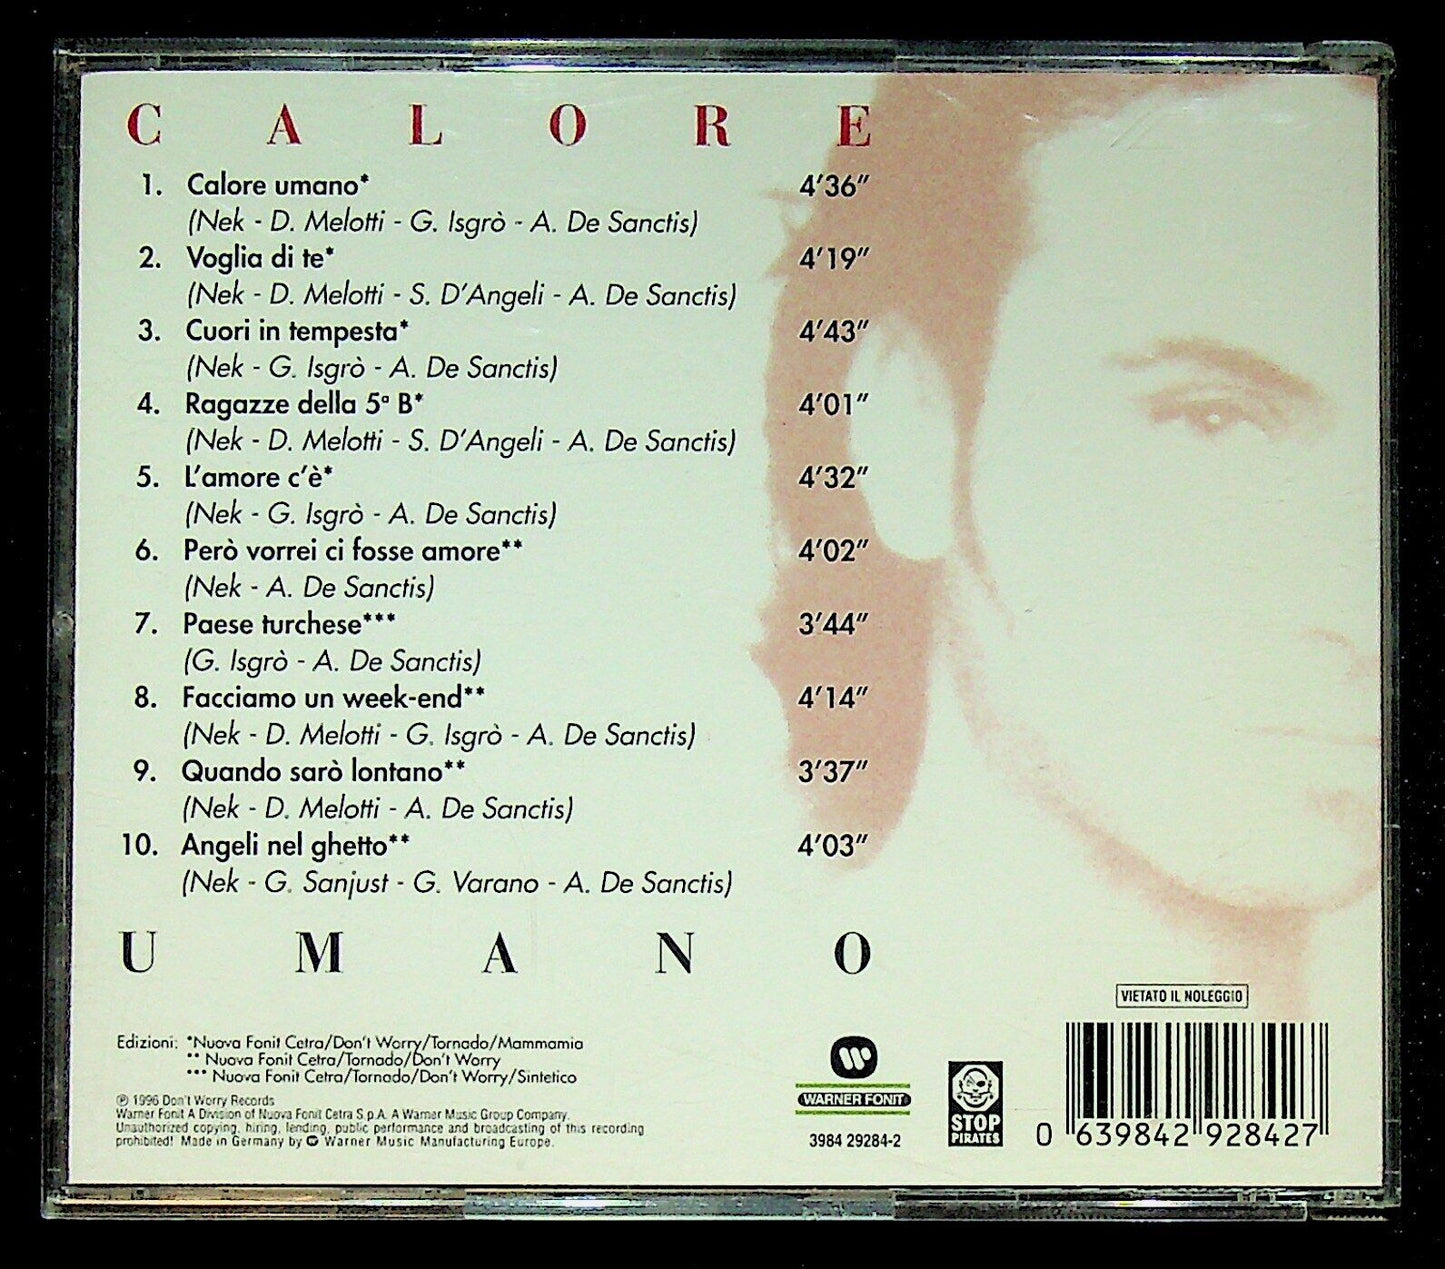 CALORE
1. Calore umano* 4'36"
(Nek - D. Melotti - G. Isgrò - A. De Sanctis)
2. Voglia di te* 4'19"
(Nek - D. Melotti - S. D'Angeli - A. De Sanctis)
3. Cuori in tempesta* 4'43"
(Nek - G. Isgrò - A. De Sanctis)
4. Ragazze della 5ª B* 4'01"
(Nek - D. Melotti - S. D'Angeli - A. De Sanctis)
5. L'amore c'è* 4'32"
(Nek - G. Isgrò - A. De Sanctis)
6. Però vorrei ci fosse amore** 4'02"
(Nek - A. De Sanctis)
7. Paese turchese*** 3'44"
(G. Isgrò - A. De Sanctis)
8. Facciamo un week-end** 4'14"
(Nek - D. Melotti - G. Isgrò - A. De Sanctis)
9. Quando sarò lontano** 3'37"
(Nek - D. Melotti - A. De Sanctis)
10. Angeli nel ghetto** 4'03"
(Nek - G. Sanjust - G. Varano - A. De Sanctis)
UMANO
Edizioni: *Nuova Fonit Cetra/Don't Worry/Tornado/Mammamia
** Nuova Fonit Cetra/Tornado/Don't Worry
*** Nuova Fonit Cetra/Tornado/Don't Worry/Sintetico
℗ 1996 Don't Worry Records
Warner Fonit A Division of Nuova Fonit Cetra S.p.A. A Warner Music Group Company.
Unauthorized copying, hiring, lending, public performance and broadcasting of this recording
prohibited! Made in Germany by Warner Music Manufacturing Europe.
WARNER FONIT
3984 29284-2
STOP
PIRATES
VIETATO IL NOLEGGIO
0 639842 928427